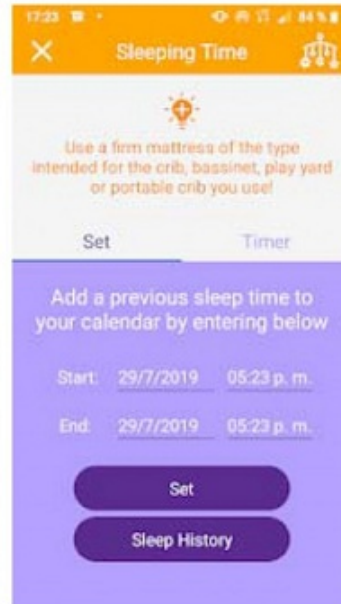 17:23
84 %
Sleeping Time
Use a firm mattress of the type
intended for the crib, bassinet, play yard
or portable crib you use!
Set
Timer
Add a previous sleep time to
your calendar by entering below
Start: 29/7/2019 05:23 p. m.
End: 29/7/2019 05:23 p. m.
Set
Sleep History